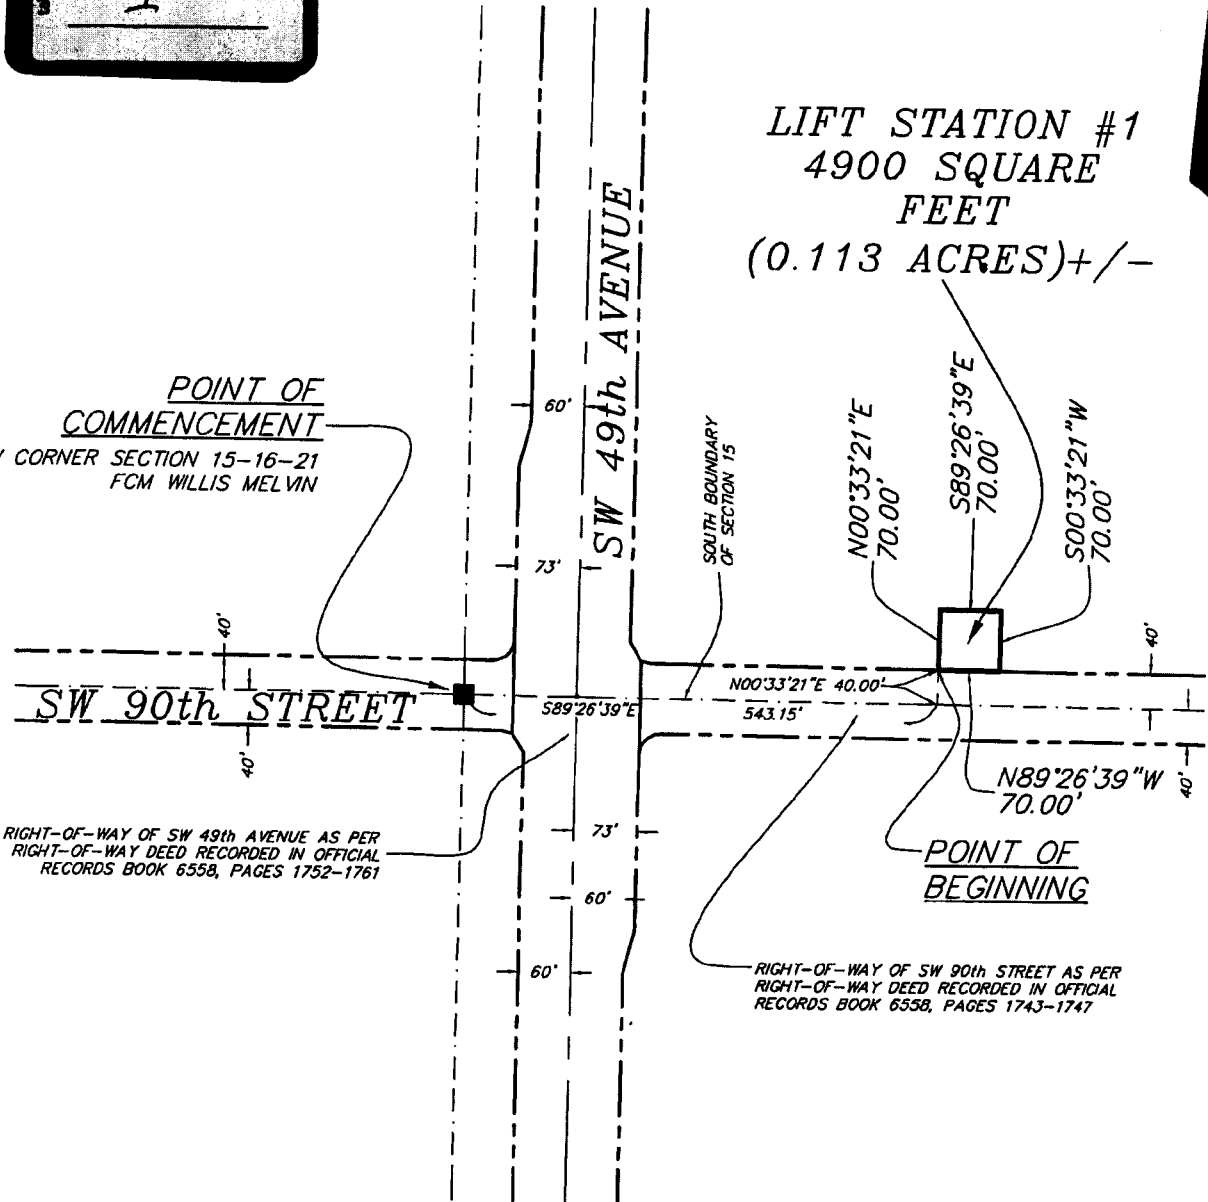 LIFT STATION #1
4900 SQUARE
FEET
(0.113 ACRES)+/-
SW 49th AVENUE
POINT OF
COMMENCEMENT
CORNER SECTION 15-16-21
FCM WILLIS MELVIN
60'
73'
SOUTH BOUNDARY
OF SECTION 15
N00°33'21"E
70.00'
S89°26'39"E
70.00'
S00°33'21"W
70.00'
40'
40'
SW 90th STREET
S89°26'39"E
N00°33'21"E 40.00'
543.15'
40'
40'
N89°26'39"W
70.00'
RIGHT-OF-WAY OF SW 49th AVENUE AS PER
RIGHT-OF-WAY DEED RECORDED IN OFFICIAL
RECORDS BOOK 6558, PAGES 1752-1761
73'
60'
60'
POINT OF
BEGINNING
RIGHT-OF-WAY OF SW 90th STREET AS PER
RIGHT-OF-WAY DEED RECORDED IN OFFICIAL
RECORDS BOOK 6558, PAGES 1743-1747